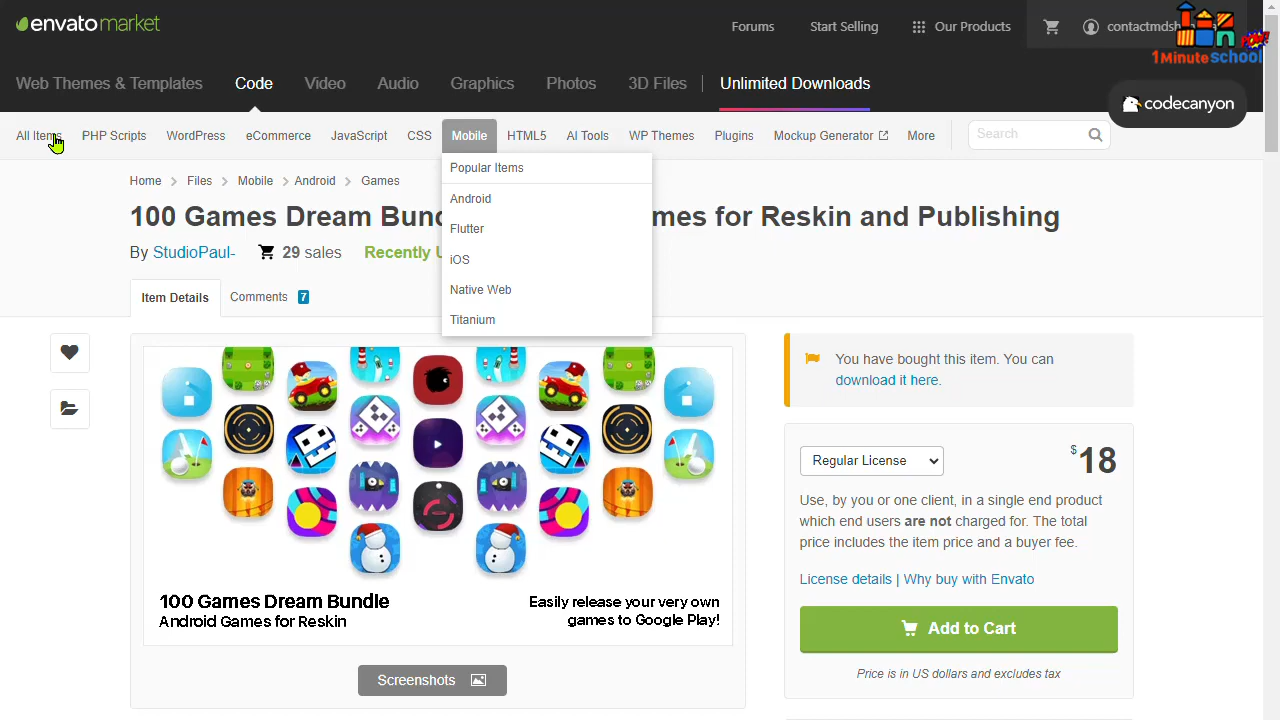 envato market
Forums
Start Selling
Our Products
contactmdsh
POW!
1 Minute school
Web Themes & Templates
Code
Video
Audio
Graphics
Photos
3D Files
Unlimited Downloads
codecanyon
All Items
PHP Scripts
WordPress
eCommerce
JavaScript
CSS
Mobile
HTML5
AI Tools
WP Themes
Plugins
Mockup Generator
More
Search
Popular Items
Android
Flutter
iOS
Native Web
Titanium
Home
Files
Mobile
Android
Games
100 Games Dream Bun mes for Reskin and Publishing
By StudioPaul-
29 sales
Recently U
Item Details
Comments 7
You have bought this item. You can
download it here.
Regular License
$18
Use, by you or one client, in a single end product
which end users are not charged for. The total
price includes the item price and a buyer fee.
License details | Why buy with Envato
Add to Cart
Price is in US dollars and excludes tax
100 Games Dream Bundle
Android Games for Reskin
Easily release your very own
games to Google Play!
Screenshots